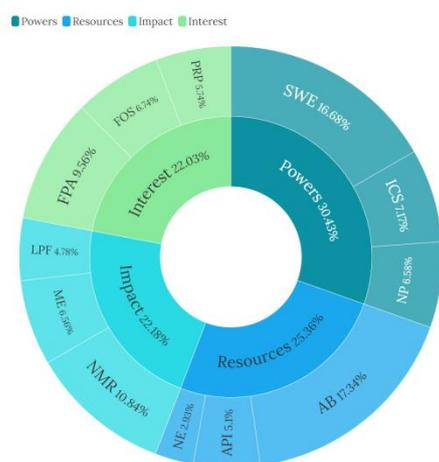 Powers Resources Impact Interest
SWE 16.68%
ICS 7.17%
NP 6.58%
Powers 30.43%
AB 17.34%
API 5.1%
NE 2.93%
Resources 25.36%
NMR 10.84%
ME 6.56%
LPF 4.78%
Impact 22.18%
FPA 9.56%
FOS 6.74%
PRP 5.74%
Interest 22.03%